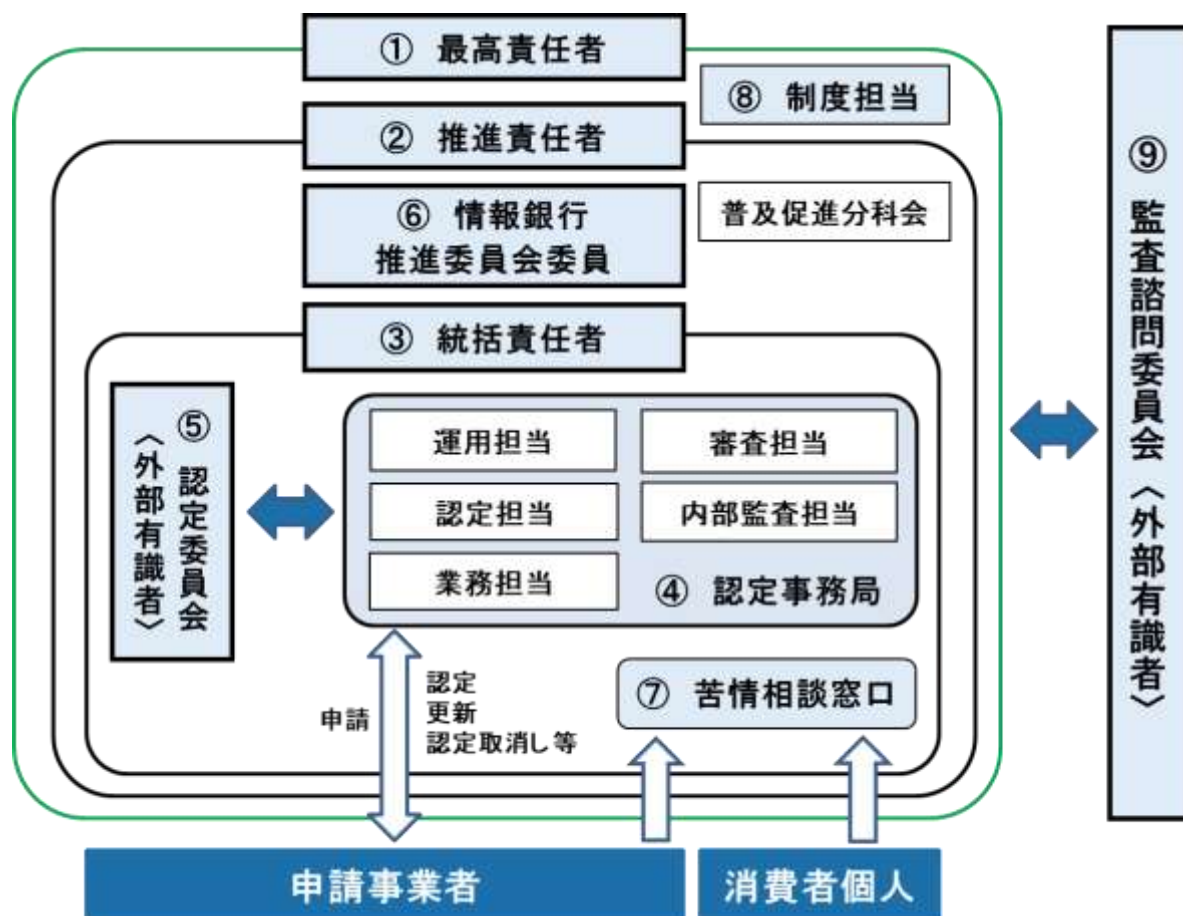 ① 最高責任者
⑧ 制度担当
② 推進責任者
⑥ 情報銀行
推進委員会委員
普及促進分科会
③ 統括責任者
⑤ 認定委員会
〈外部有識者〉
運用担当
審査担当
認定担当
内部監査担当
業務担当
④ 認定事務局
申請
認定
更新
認定取消し等
⑦ 苦情相談窓口
申請事業者
消費者個人
⑨ 監査諮問委員会〈外部有識者〉